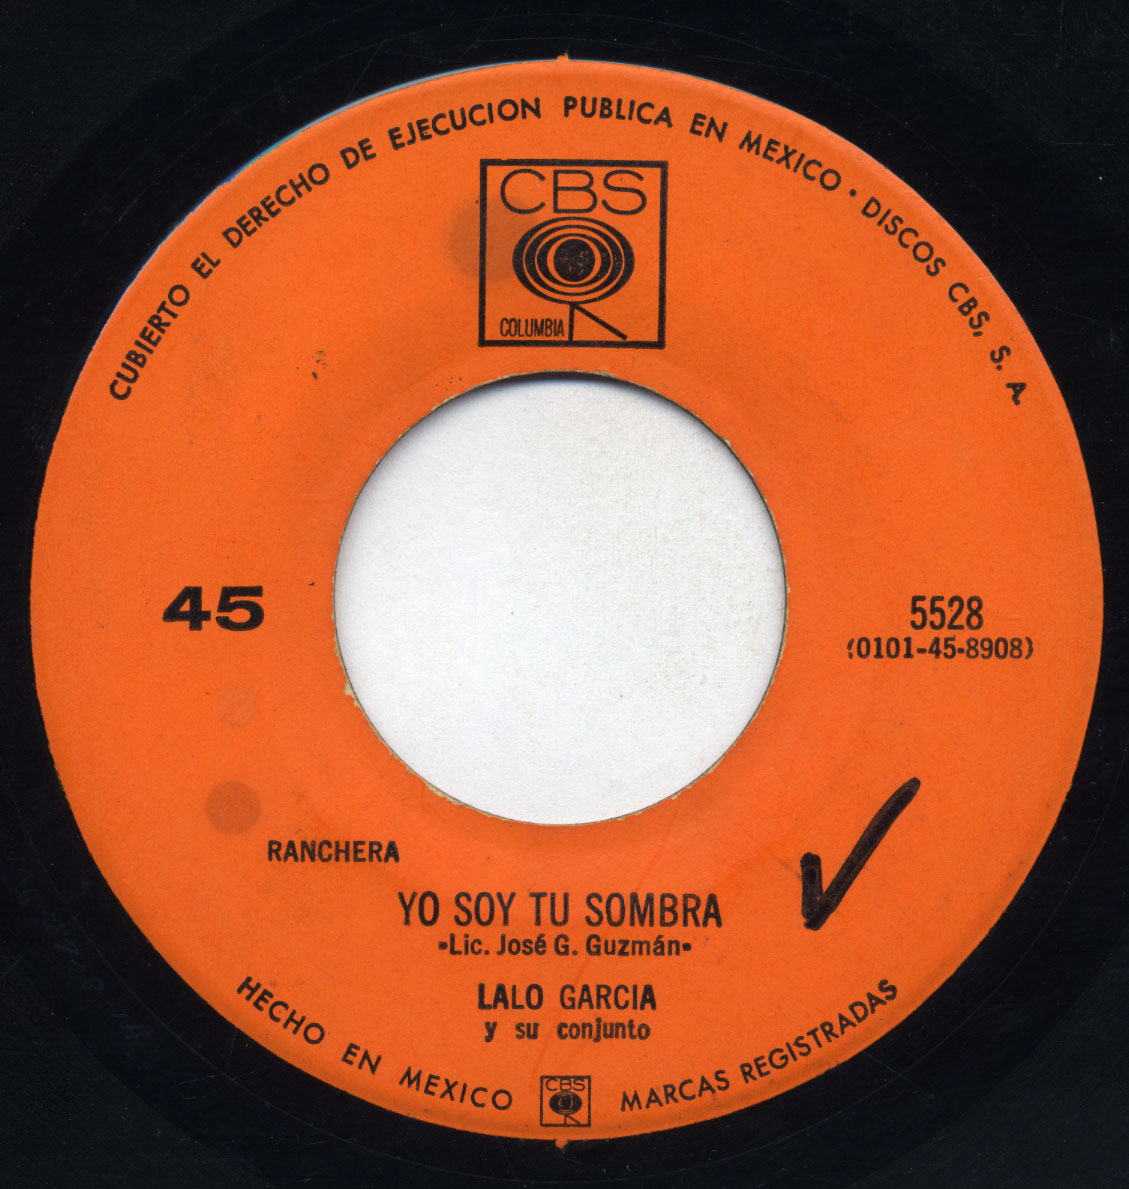 CUBIERTO EL DERECHO DE EJECUCION PUBLICA EN MEXICO • DISCOS CBS, S. A.
CBS
COLUMBIA
45
5528
(0101-45-8908)
RANCHERA
YO SOY TU SOMBRA
•Lic. José G. Guzmán•
LALO GARCIA
y su conjunto
HECHO EN MEXICO
CBS
MARCAS REGISTRADAS